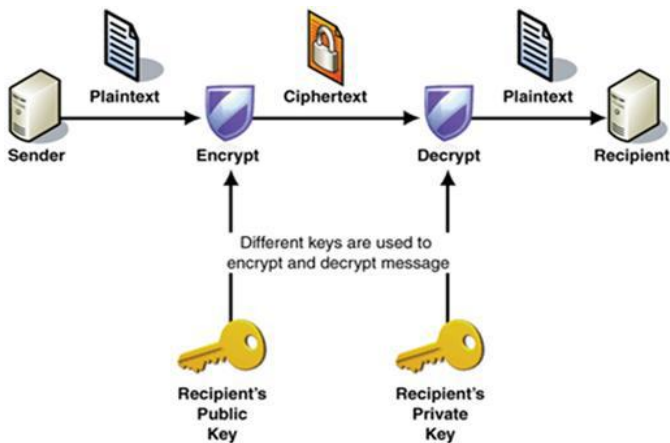 Plaintext
Ciphertext
Plaintext
Sender
Encrypt
Decrypt
Recipient
Different keys are used to
encrypt and decrypt message
Recipient's
Public
Key
Recipient's
Private
Key